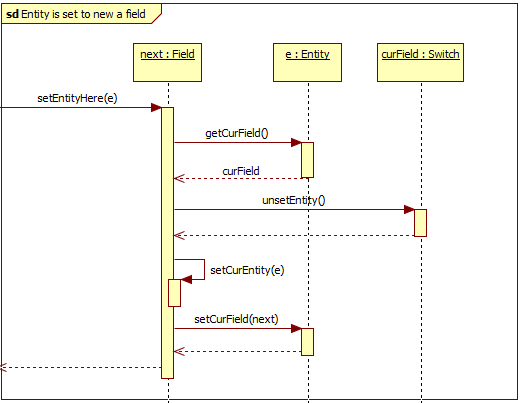 sd Entity is set to new a field
next : Field
e : Entity
curField : Switch
setEntityHere(e)
getCurField()
curField
unsetEntity()
setCurEntity(e)
setCurField(next)